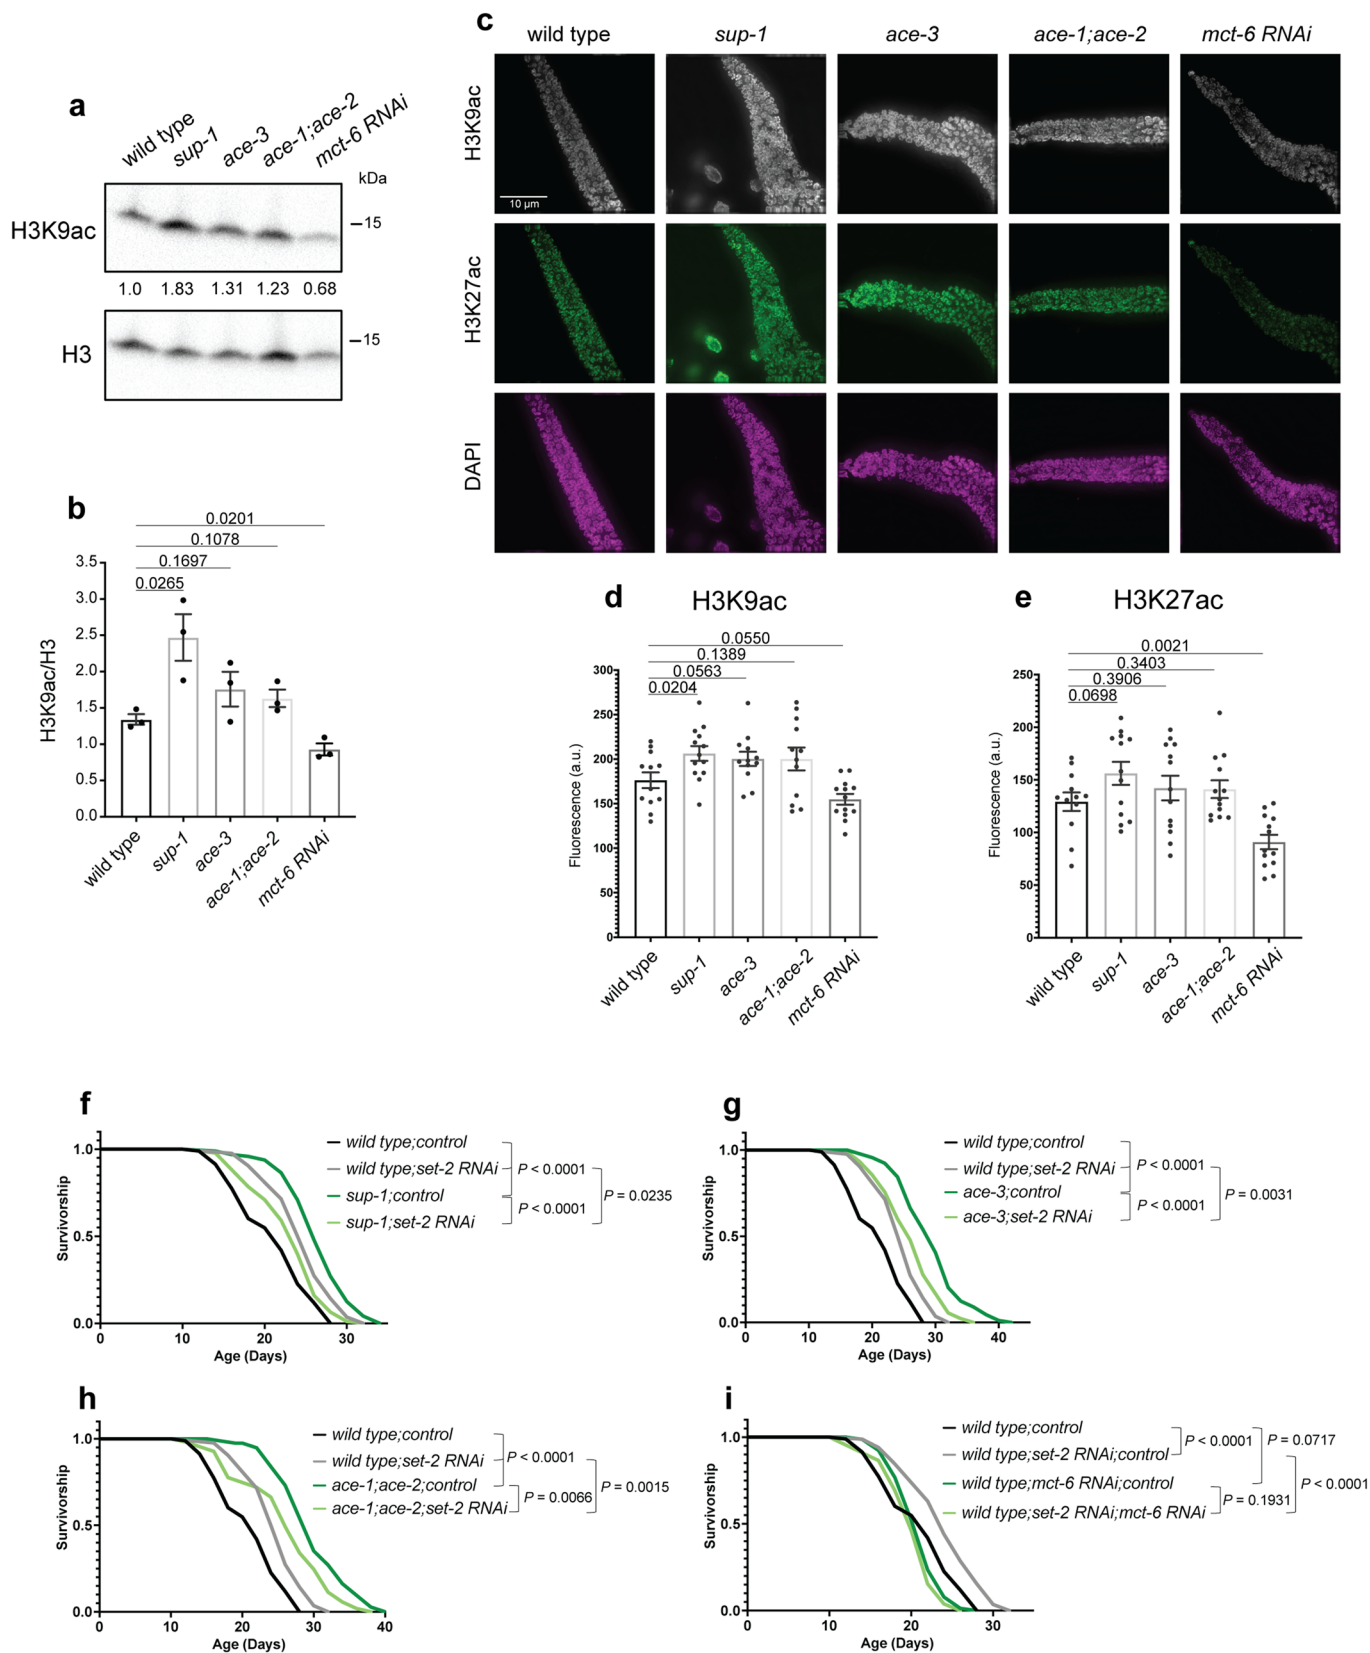 a
wild type
sup-1
ace-3
ace-1;ace-2
mct-6 RNAi
kDa
H3K9ac
15
1.0 1.83 1.31 1.23 0.68
H3
15
b
0.0201
0.1078
0.1697
0.0265
H3K9ac/H3
3.5
3.0
2.5
2.0
1.5
1.0
0.5
0.0
wild type
sup-1
ace-3
ace-1;ace-2
mct-6 RNAi
c
wild type sup-1 ace-3 ace-1;ace-2 mct-6 RNAi
H3K9ac
10 µm
H3K27ac
DAPI
d
H3K9ac
0.0550
0.1389
0.0563
0.0204
Fluorescence (a.u.)
300
250
200
150
100
50
0
wild type
sup-1
ace-3
ace-1;ace-2
mct-6 RNAi
e
H3K27ac
0.0021
0.3403
0.3906
0.0698
Fluorescence (a.u.)
250
200
150
100
50
0
wild type
sup-1
ace-3
ace-1;ace-2
mct-6 RNAi
f
Survivorship
1.0
0.5
0.0
0 10 20 30
Age (Days)
wild type;control
wild type;set-2 RNAi
sup-1;control
sup-1;set-2 RNAi
P < 0.0001
P < 0.0001
P = 0.0235
g
Survivorship
1.0
0.5
0.0
0 10 20 30 40
Age (Days)
wild type;control
wild type;set-2 RNAi
ace-3;control
ace-3;set-2 RNAi
P < 0.0001
P < 0.0001
P = 0.0031
h
Survivorship
1.0
0.5
0.0
0 10 20 30 40
Age (Days)
wild type;control
wild type;set-2 RNAi
ace-1;ace-2;control
ace-1;ace-2;set-2 RNAi
P < 0.0001
P = 0.0066
P = 0.0015
i
Survivorship
1.0
0.5
0.0
0 10 20 30
Age (Days)
wild type;control
wild type;set-2 RNAi;control
wild type;mct-6 RNAi;control
wild type;set-2 RNAi;mct-6 RNAi
P < 0.0001
P = 0.0717
P = 0.1931
P < 0.0001